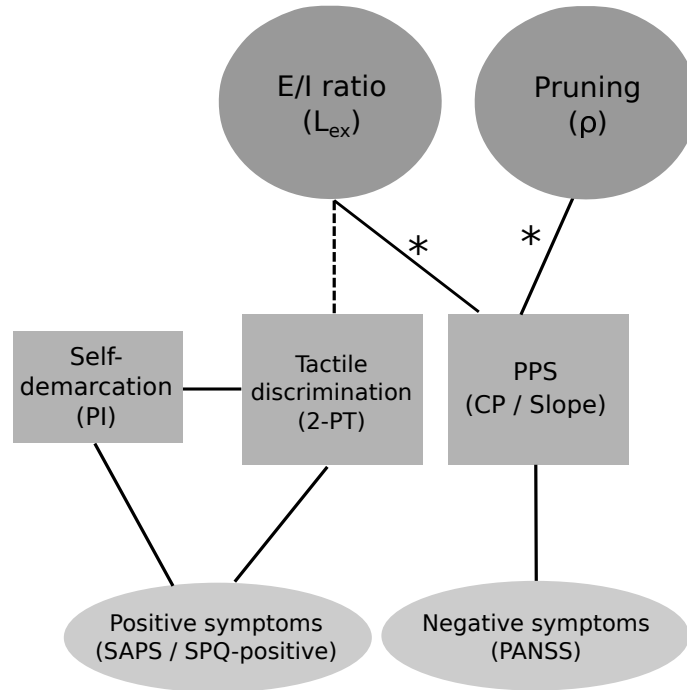 E/I ratio
(Lex)
Pruning
(ρ)
*
*
Self-
demarcation
(PI)
Tactile
discrimination
(2-PT)
PPS
(CP / Slope)
Positive symptoms
(SAPS / SPQ-positive)
Negative symptoms
(PANSS)